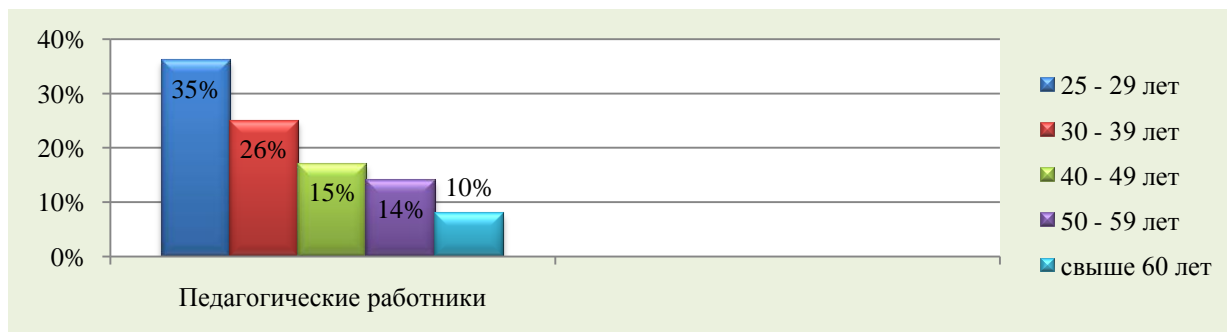 40%
30%
20%
10%
0%
35%
26%
15%
14%
10%
Педагогические работники
25 - 29 лет
30 - 39 лет
40 - 49 лет
50 - 59 лет
свыше 60 лет